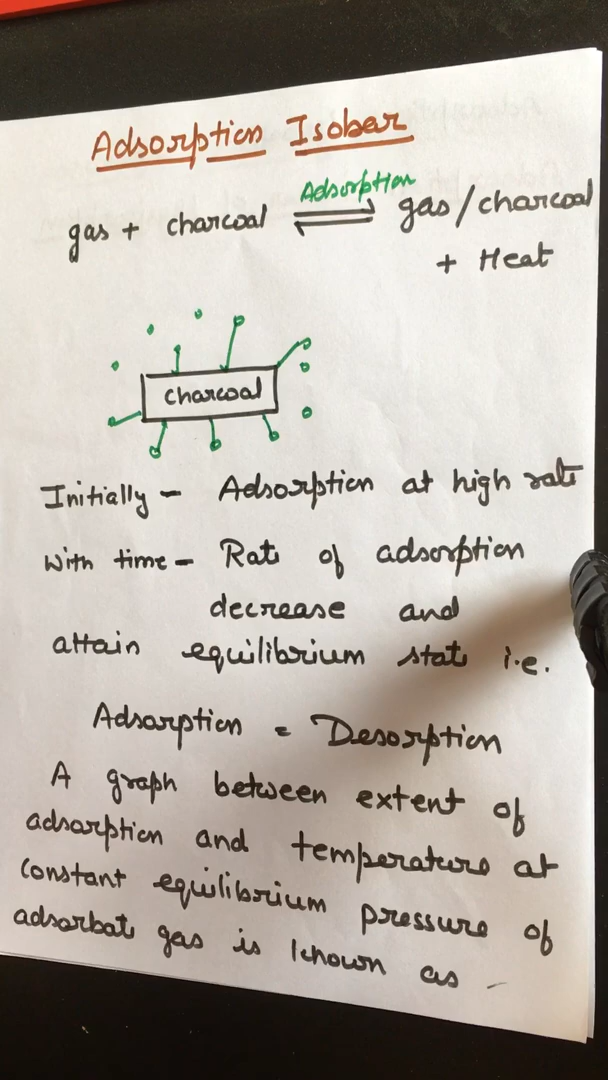 Adsorption Isobar
Adsorption
gas + charcoal ⇌ gas/charcoal
+ Heat
charcoal
Initially - Adsorption at high rate
With time - Rate of adsorption
decrease and
attain equilibrium state i.e.
Adsorption = Desorption
A graph between extent of
adsorption and temperature at
constant equilibrium pressure of
adsorbate gas is known as -